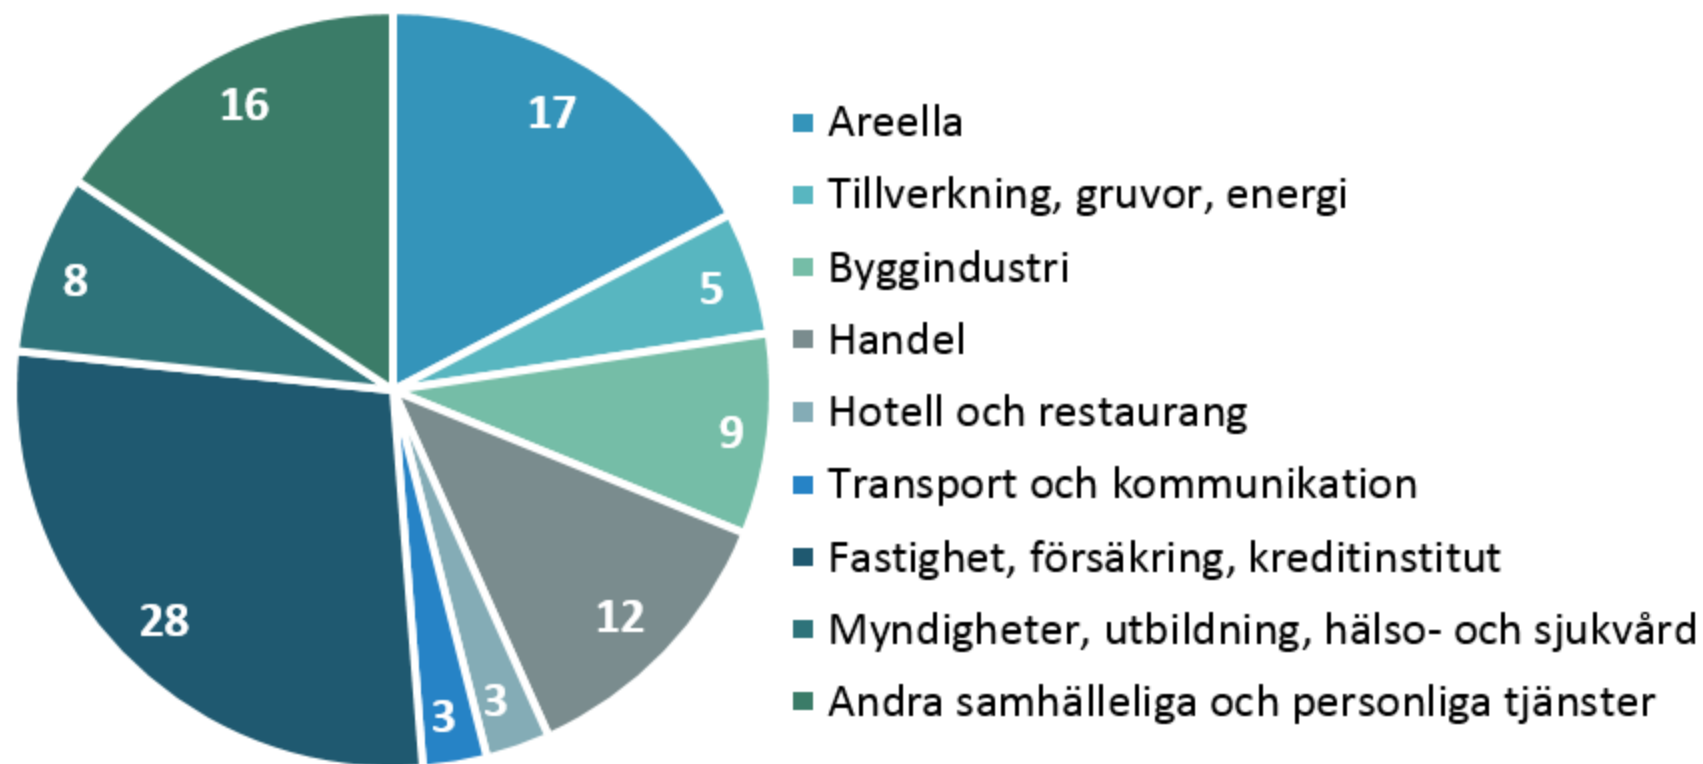 16
17
8
5
9
28
12
3
3
Areella
Tillverkning, gruvor, energi
Byggindustri
Handel
Hotell och restaurang
Transport och kommunikation
Fastighet, försäkring, kreditinstitut
Myndigheter, utbildning, hälso- och sjukvård
Andra samhälleliga och personliga tjänster